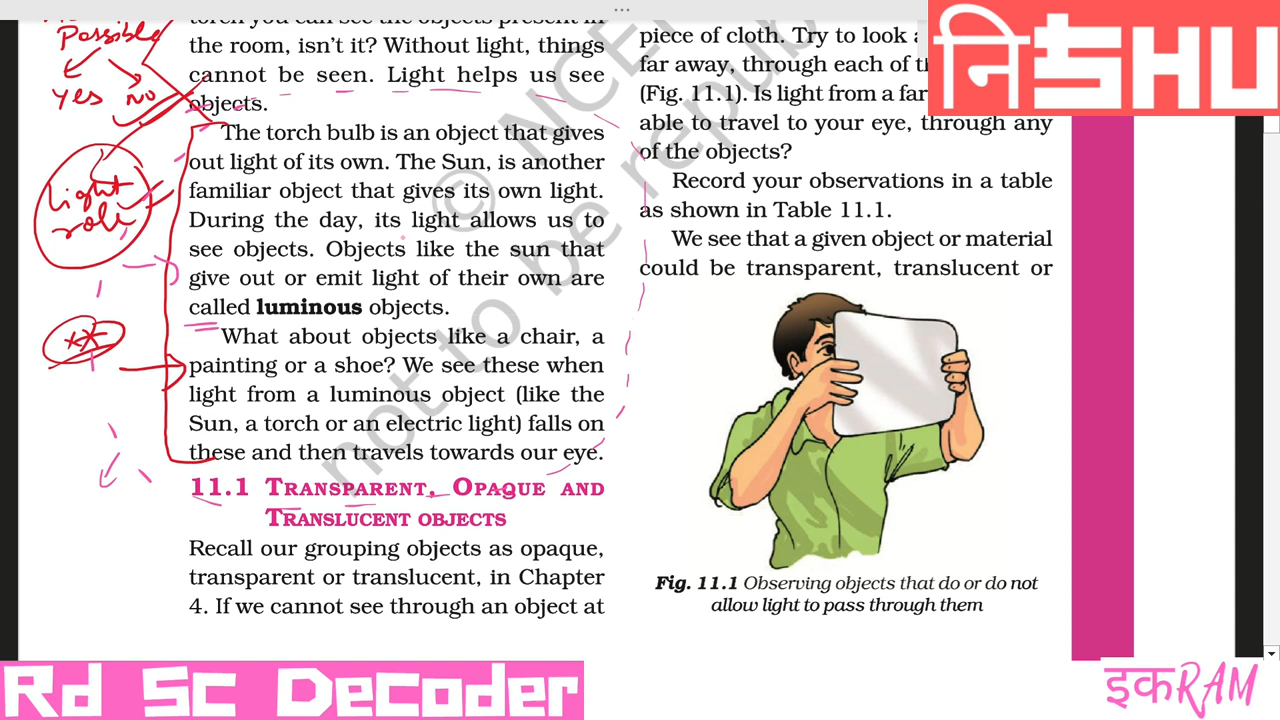 Possible
Yes No
Light
role
**
torch you can see the objects present in
the room, isn't it? Without light, things
cannot be seen. Light helps us see
objects.
The torch bulb is an object that gives
out light of its own. The Sun, is another
familiar object that gives its own light.
During the day, its light allows us to
see objects. Objects like the sun that
give out or emit light of their own are
called luminous objects.
What about objects like a chair, a
painting or a shoe? We see these when
light from a luminous object (like the
Sun, a torch or an electric light) falls on
these and then travels towards our eye.
11.1 TRANSPARENT, OPAQUE AND
TRANSLUCENT OBJECTS
Recall our grouping objects as opaque,
transparent or translucent, in Chapter
4. If we cannot see through an object at
piece of cloth. Try to look
far away, through each of
(Fig. 11.1). Is light from a far
able to travel to your eye, through any
of the objects?
Record your observations in a table
as shown in Table 11.1.
We see that a given object or material
could be transparent, translucent or
Fig. 11.1 Observing objects that do or do not
allow light to pass through them
© NCE
not to be repub
Rd Sc Decoder
इकRAM